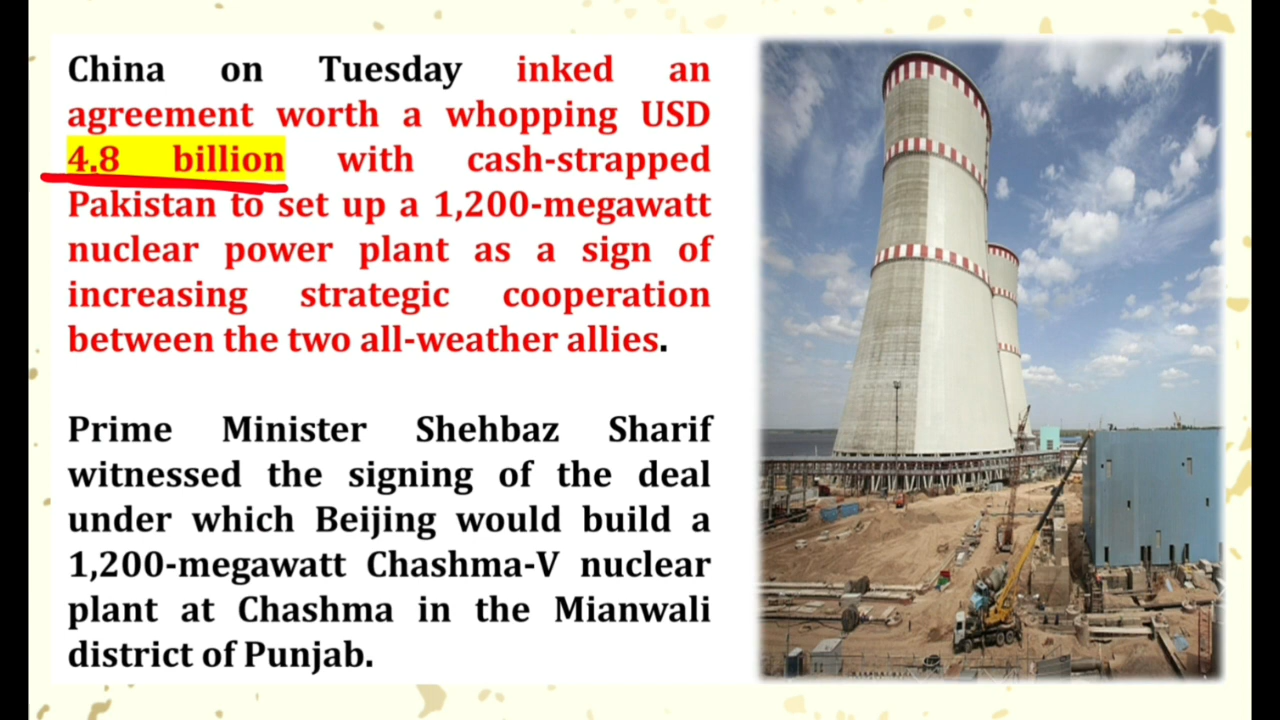 China on Tuesday inked an
agreement worth a whopping USD
4.8 billion with cash-strapped
Pakistan to set up a 1,200-megawatt
nuclear power plant as a sign of
increasing strategic cooperation
between the two all-weather allies.
Prime Minister Shehbaz Sharif
witnessed the signing of the deal
under which Beijing would build a
1,200-megawatt Chashma-V nuclear
plant at Chashma in the Mianwali
district of Punjab.